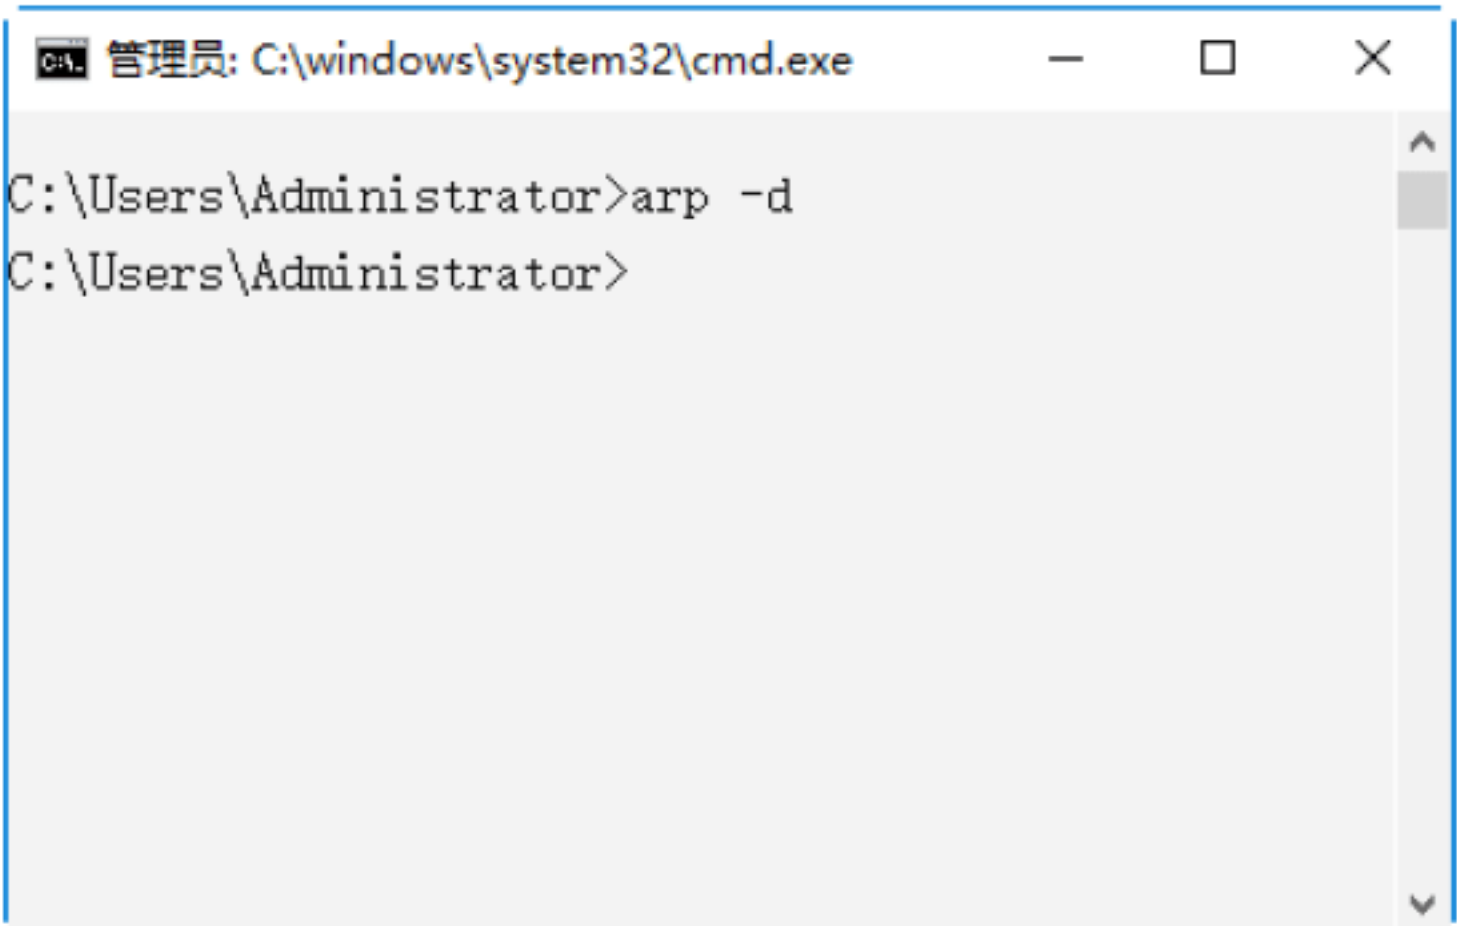 管理员: C:\windows\system32\cmd.exe
C:\Users\Administrator>arp -d
C:\Users\Administrator>